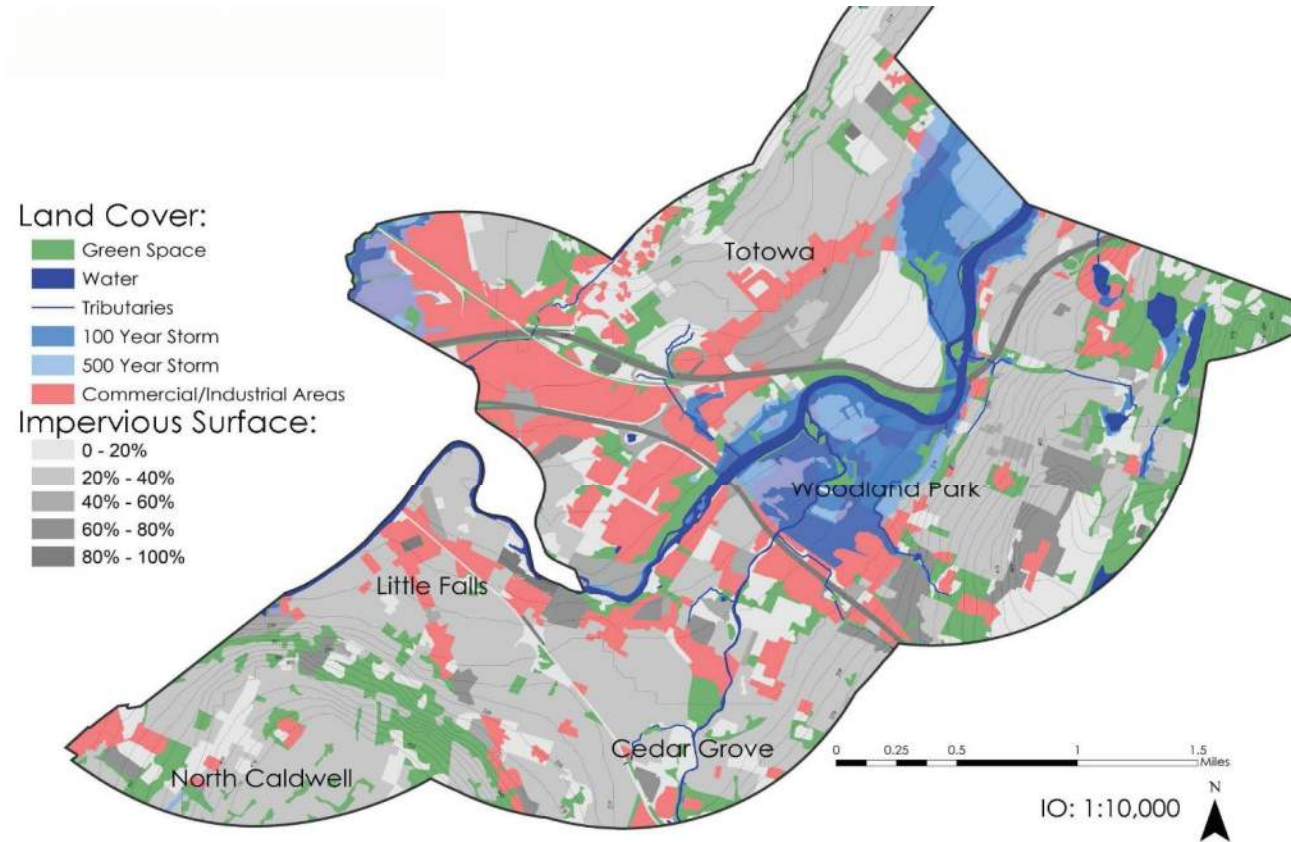 Land Cover:
Green Space
Water
Tributaries
100 Year Storm
500 Year Storm
Commercial/Industrial Areas
Impervious Surface:
0 - 20%
20% - 40%
40% - 60%
60% - 80%
80% - 100%
Totowa
Woodland Park
Little Falls
Cedar Grove
North Caldwell
0 0.25 0.5 1 1.5
Miles
N
IO: 1:10,000